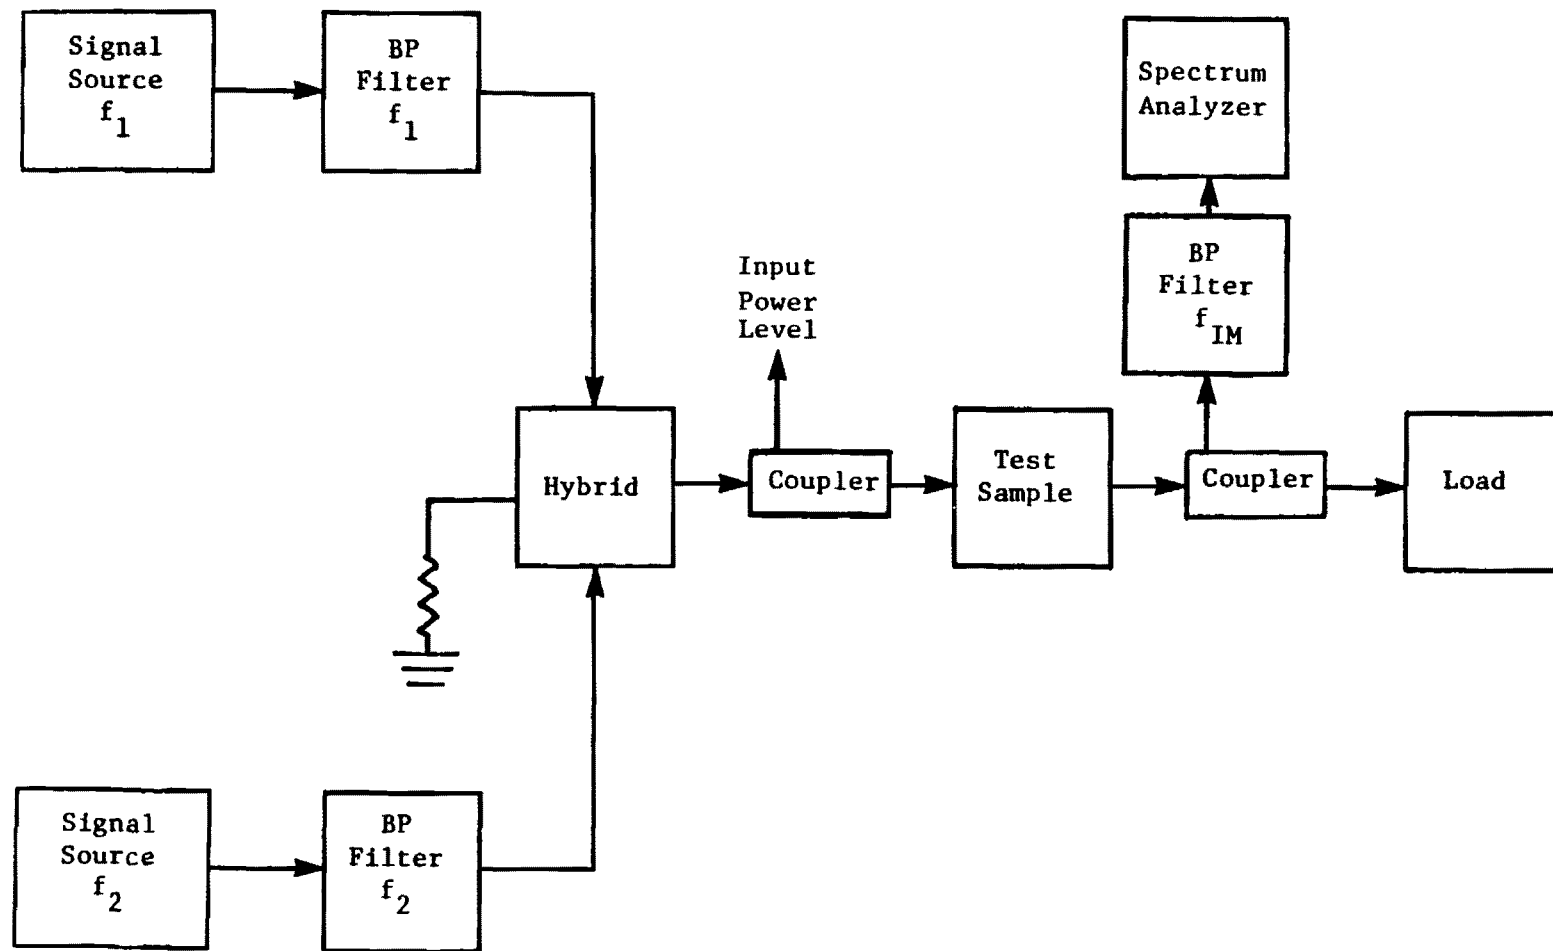 Signal
Source
f1
BP
Filter
f1
Spectrum
Analyzer
BP
Filter
fIM
Input
Power
Level
Hybrid
Coupler
Test
Sample
Coupler
Load
Signal
Source
f2
BP
Filter
f2